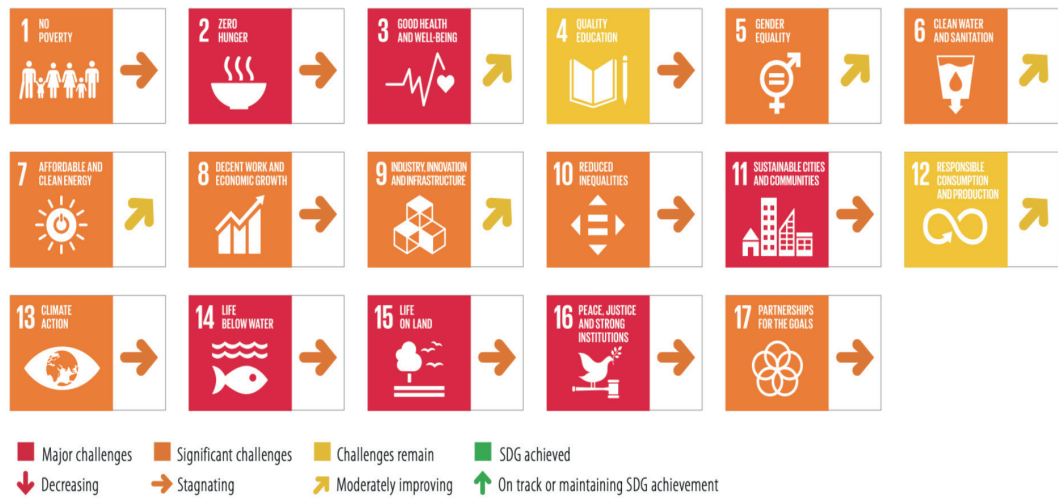 1 NO
POVERTY
2 ZERO
HUNGER
3 GOOD HEALTH
AND WELL-BEING
4 QUALITY
EDUCATION
5 GENDER
EQUALITY
6 CLEAN WATER
AND SANITATION
7 AFFORDABLE AND
CLEAN ENERGY
8 DECENT WORK AND
ECONOMIC GROWTH
9 INDUSTRY, INNOVATION
AND INFRASTRUCTURE
10 REDUCED
INEQUALITIES
11 SUSTAINABLE CITIES
AND COMMUNITIES
12 RESPONSIBLE
CONSUMPTION
AND PRODUCTION
13 CLIMATE
ACTION
14 LIFE
BELOW WATER
15 LIFE
ON LAND
16 PEACE, JUSTICE
AND STRONG
INSTITUTIONS
17 PARTNERSHIPS
FOR THE GOALS
Major challenges Significant challenges Challenges remain SDG achieved
Decreasing Stagnating Moderately improving On track or maintaining SDG achievement